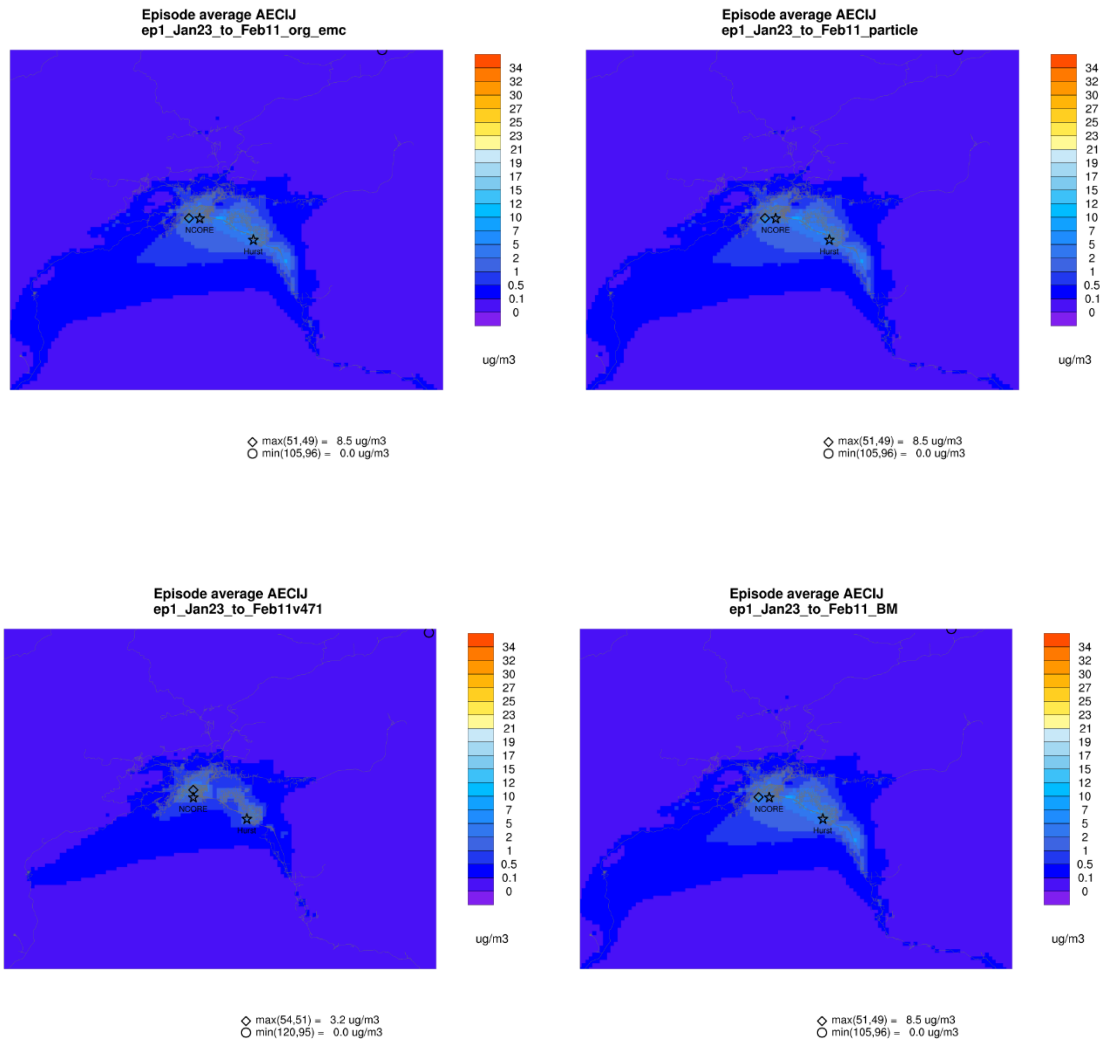 Episode average AECIJ
ep1_Jan23_to_Feb11_org_emc
34
32
30
27
25
23
21
19
17
15
12
10
7
5
2
1
0.5
0.1
0
ug/m3
NCORE
Hurst
max(51,49) = 8.5 ug/m3
min(105,96) = 0.0 ug/m3
Episode average AECIJ
ep1_Jan23_to_Feb11_particle
34
32
30
27
25
23
21
19
17
15
12
10
7
5
2
1
0.5
0.1
0
ug/m3
NCORE
Hurst
max(51,49) = 8.5 ug/m3
min(105,96) = 0.0 ug/m3
Episode average AECIJ
ep1_Jan23_to_Feb11v471
34
32
30
27
25
23
21
19
17
15
12
10
7
5
2
1
0.5
0.1
0
ug/m3
NCORE
Hurst
max(54,51) = 3.2 ug/m3
min(120,95) = 0.0 ug/m3
Episode average AECIJ
ep1_Jan23_to_Feb11_BM
34
32
30
27
25
23
21
19
17
15
12
10
7
5
2
1
0.5
0.1
0
ug/m3
NCORE
Hurst
max(51,49) = 8.5 ug/m3
min(105,96) = 0.0 ug/m3